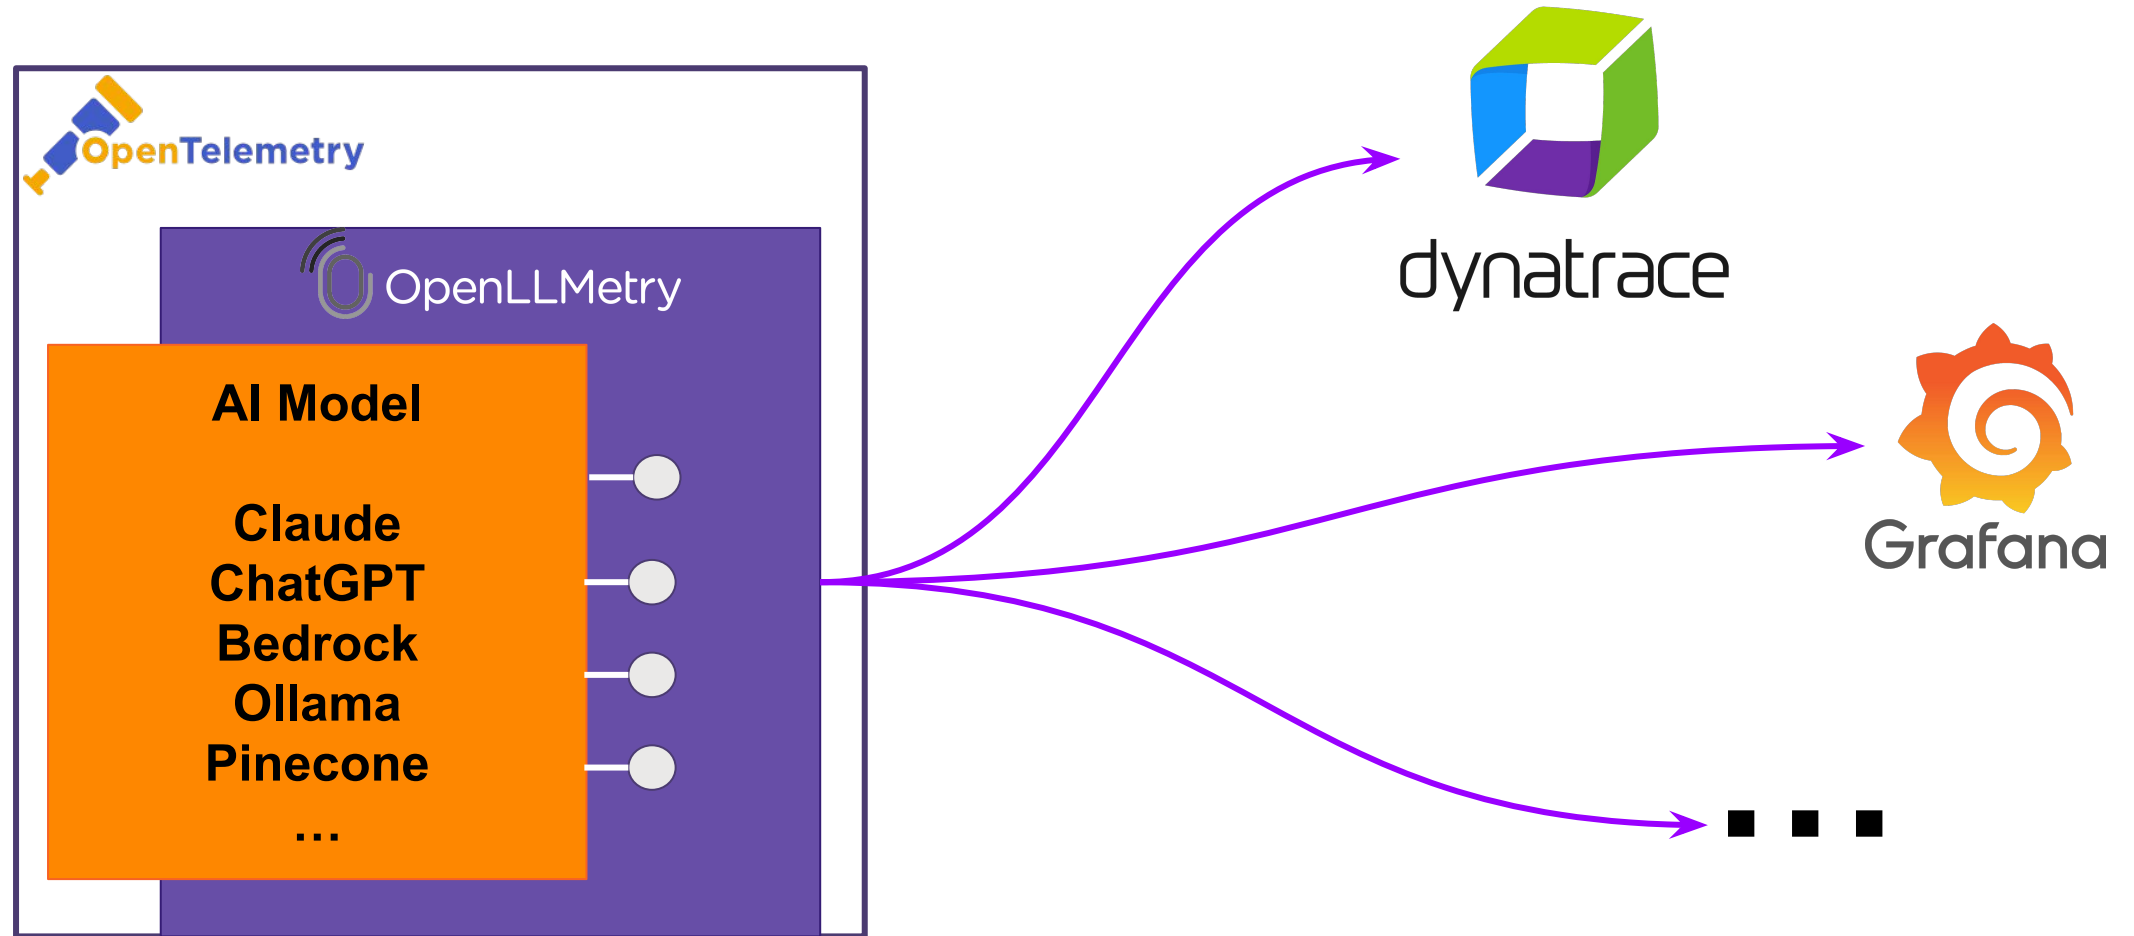 OpenTelemetry
OpenLLMetry
AI Model
Claude
ChatGPT
Bedrock
Ollama
Pinecone
...
dynatrace
Grafana
...